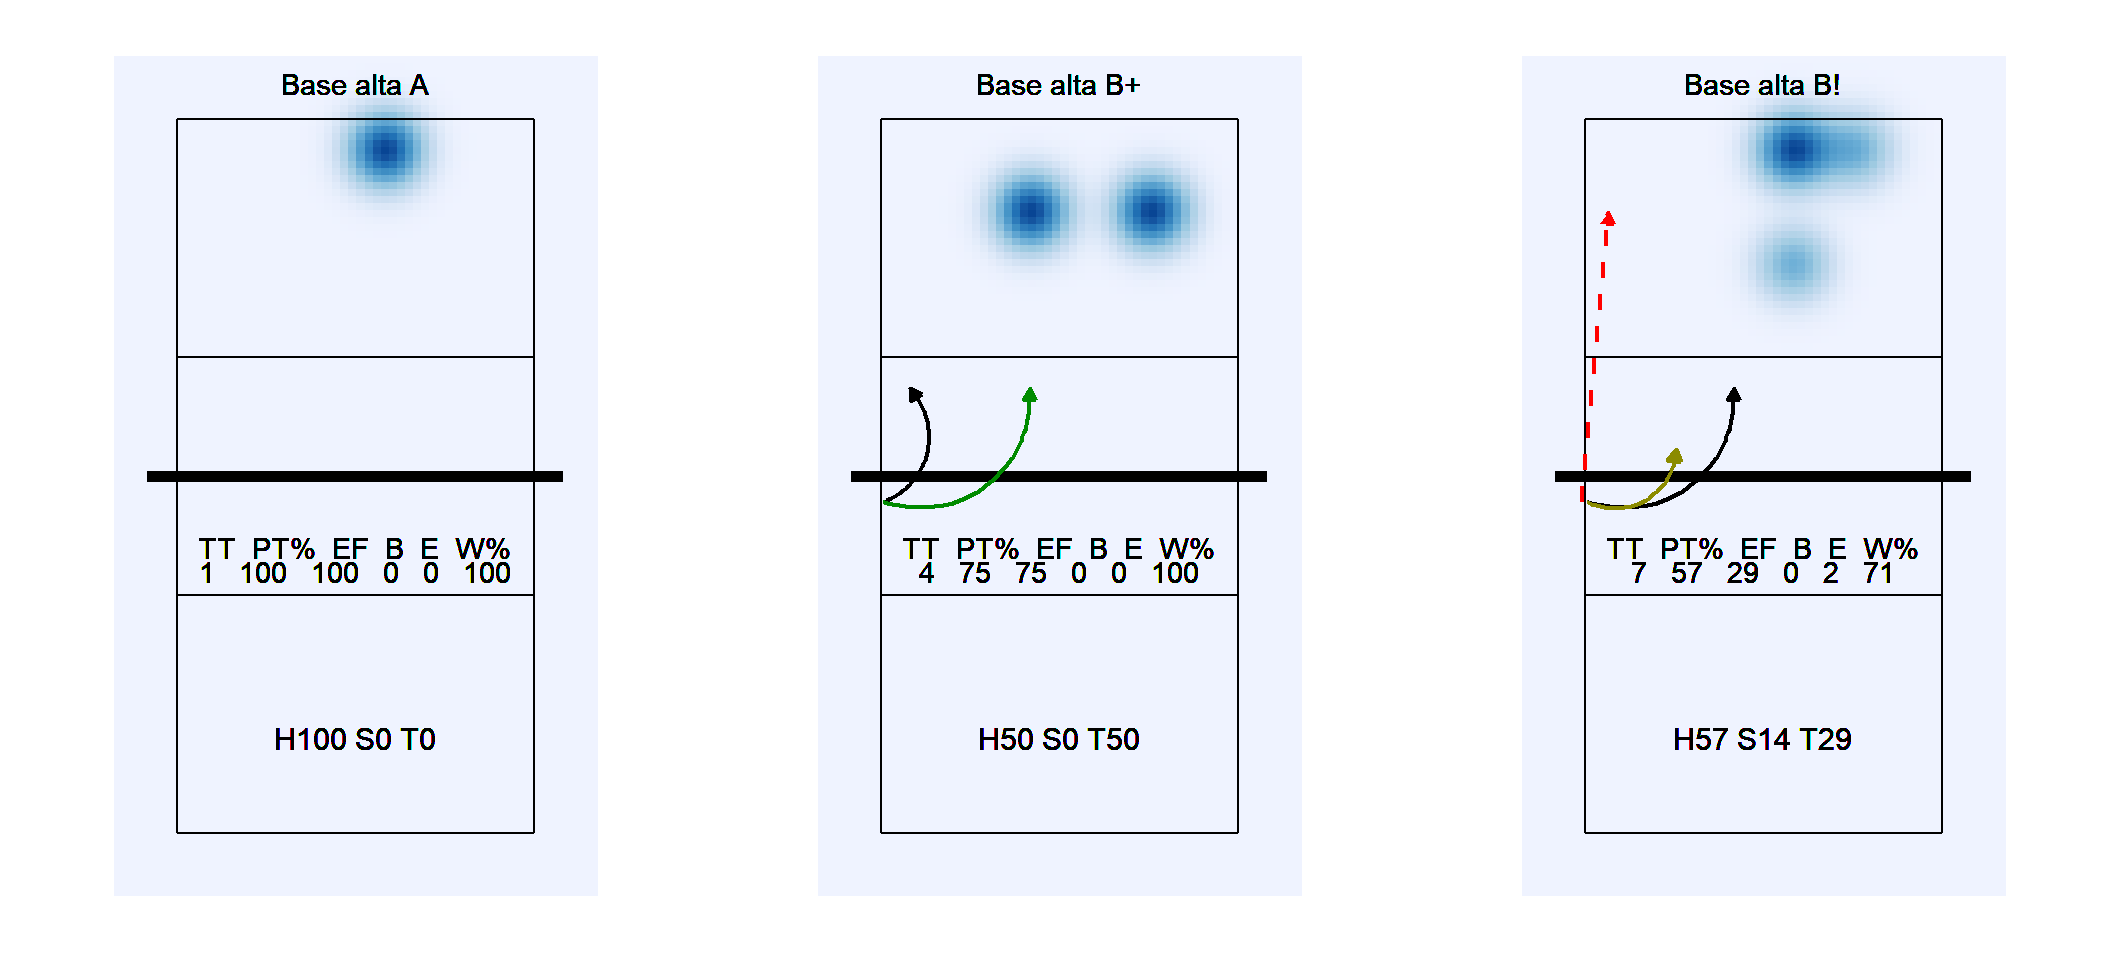 Base alta A
TT PT% EF B E W%
1 100 100 0 0 100
H100 S0 T0
Base alta B+
TT PT% EF B E W%
4 75 75 0 0 100
H50 S0 T50
Base alta B!
TT PT% EF B E W%
7 57 29 0 2 71
H57 S14 T29